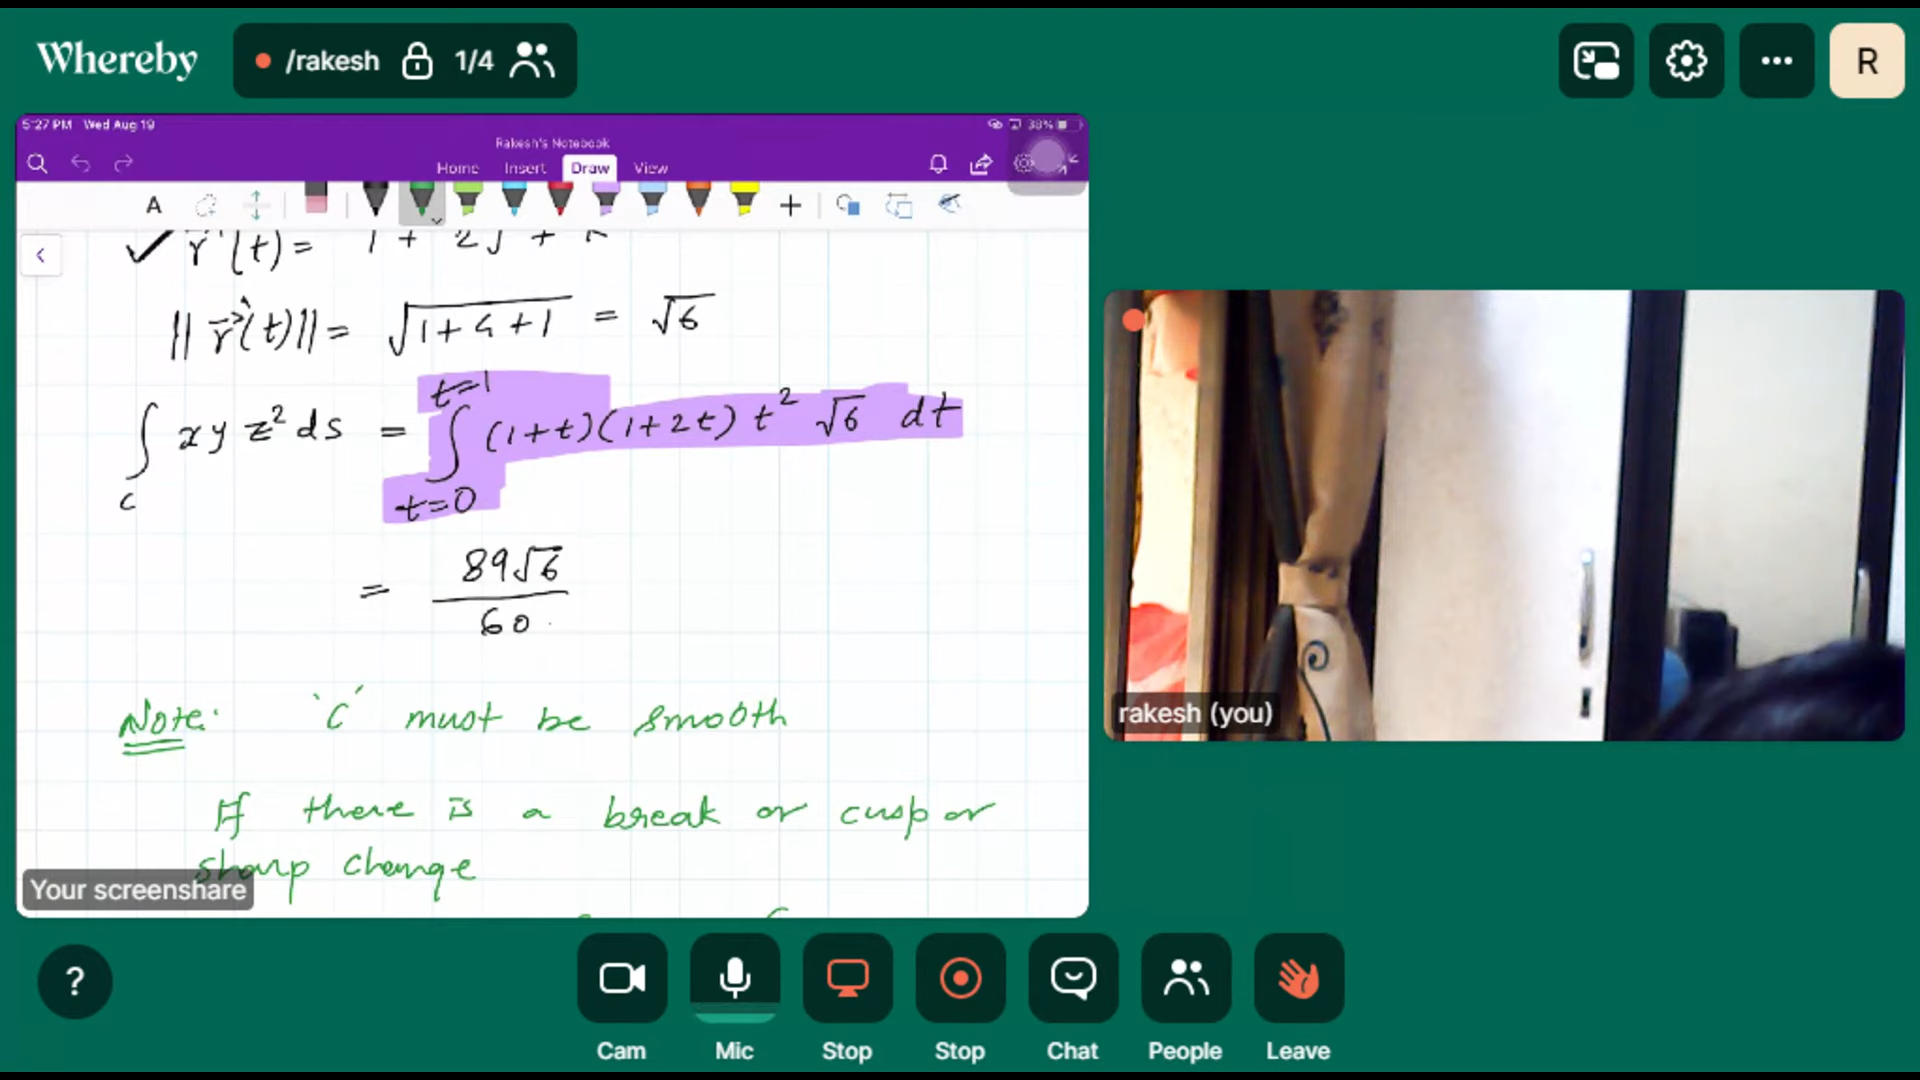 Whereby
/rakesh 1/4
R
5:27 PM Wed Aug 19
38%
Rakesh's Notebook
Home Insert Draw View
A
✓ r'(t) = i + 2j + k
||r'(t)|| = √1+4+1 = √6
∫ xyz² ds = ∫ (1+t)(1+2t) t² √6 dt
t=1
C
t=0
= 89√6
60
Note: 'C' must be smooth
If there is a break or cusp or
sharp change
Your screenshare
rakesh (you)
?
Cam Mic Stop Stop Chat People Leave